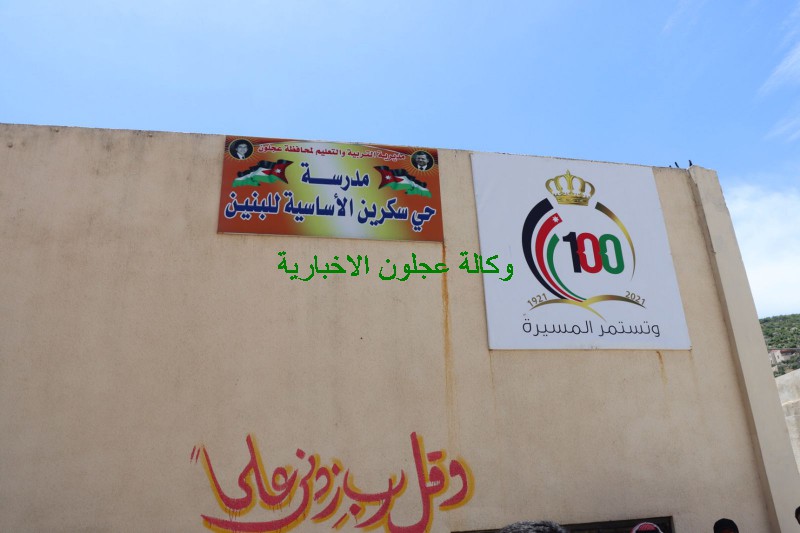 مديرية التربية والتعليم لمحافظة عجلون
مدرسة
حي سكرين الأساسية للبنين
100
1921 2021
وتستمر المسيرة
وكالة عجلون الاخبارية
وقل رب زدني علما